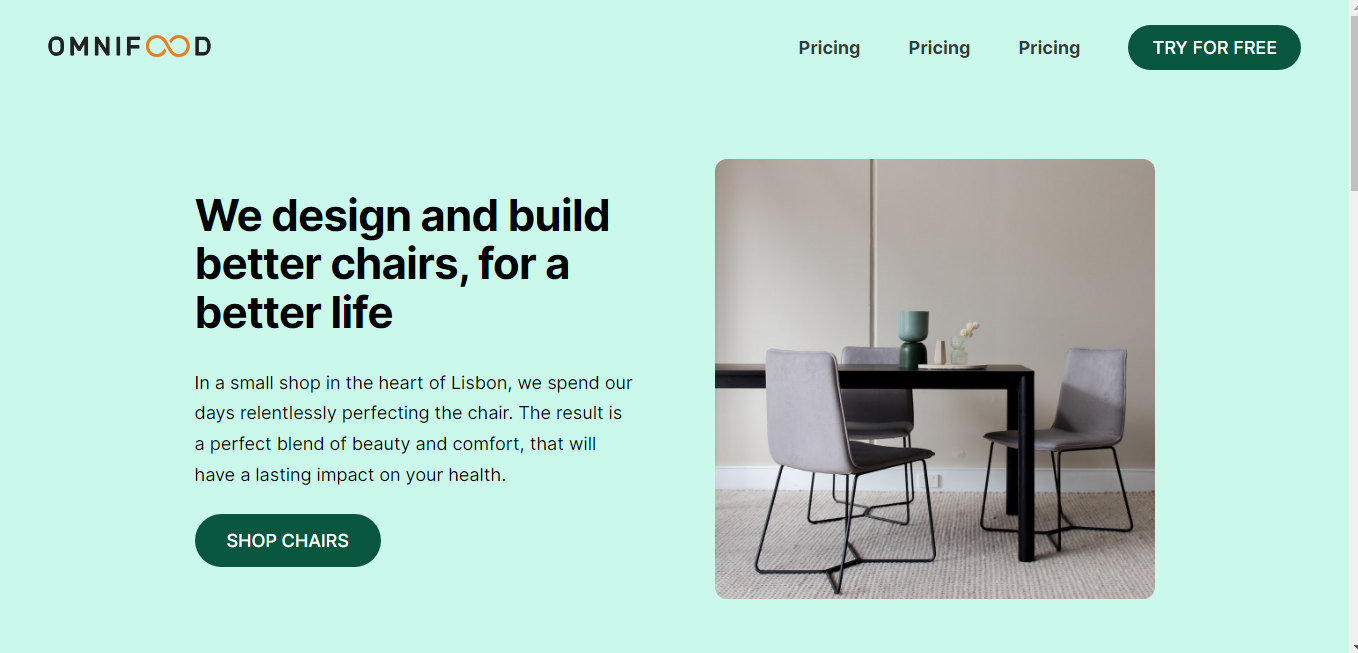 OMNIFOOD
Pricing Pricing Pricing TRY FOR FREE
We design and build
better chairs, for a
better life
In a small shop in the heart of Lisbon, we spend our
days relentlessly perfecting the chair. The result is
a perfect blend of beauty and comfort, that will
have a lasting impact on your health.
SHOP CHAIRS